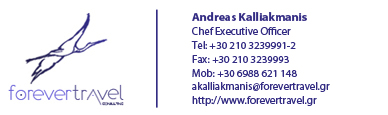 forevertravel
CONSULTING
Andreas Kalliakmanis
Chef Executive Officer
Tel: +30 210 3239991-2
Fax: +30 210 3239993
Mob: +30 6988 621 148
akalliakmanis@forevertravel.gr
http://www.forevertravel.gr